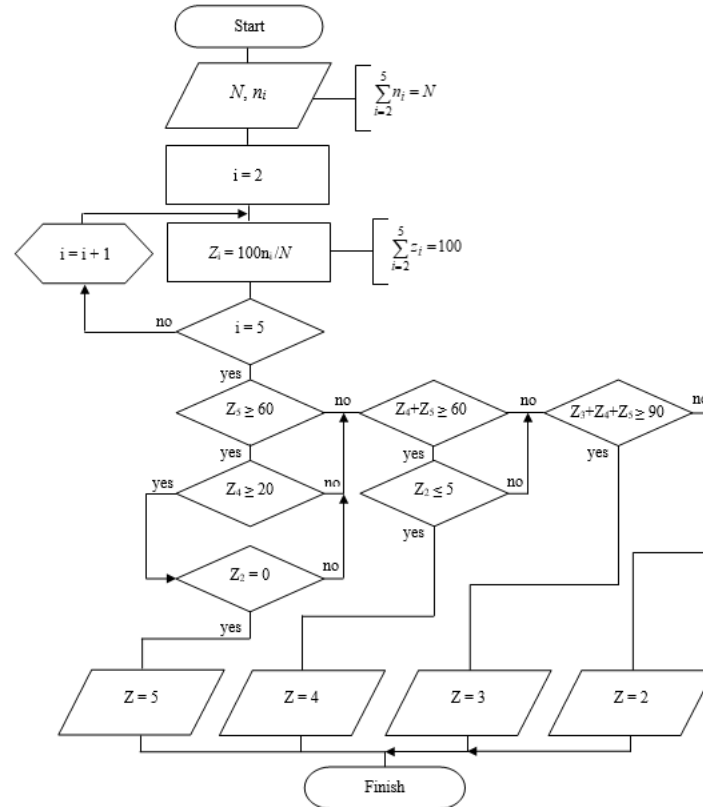 Start
N, nᵢ
5
∑ nᵢ = N
i=2
i = 2
i = i + 1
Zᵢ = 100nᵢ/N
5
∑ zᵢ = 100
i=2
no
i = 5
yes
Z₅ ≥ 60
no
Z₄+Z₅ ≥ 60
no
Z₃+Z₄+Z₅ ≥ 90
no
yes
yes
yes
yes
Z₄ ≥ 20
no
Z₂ ≤ 5
no
yes
Z₂ = 0
no
yes
Z = 5
Z = 4
Z = 3
Z = 2
Finish